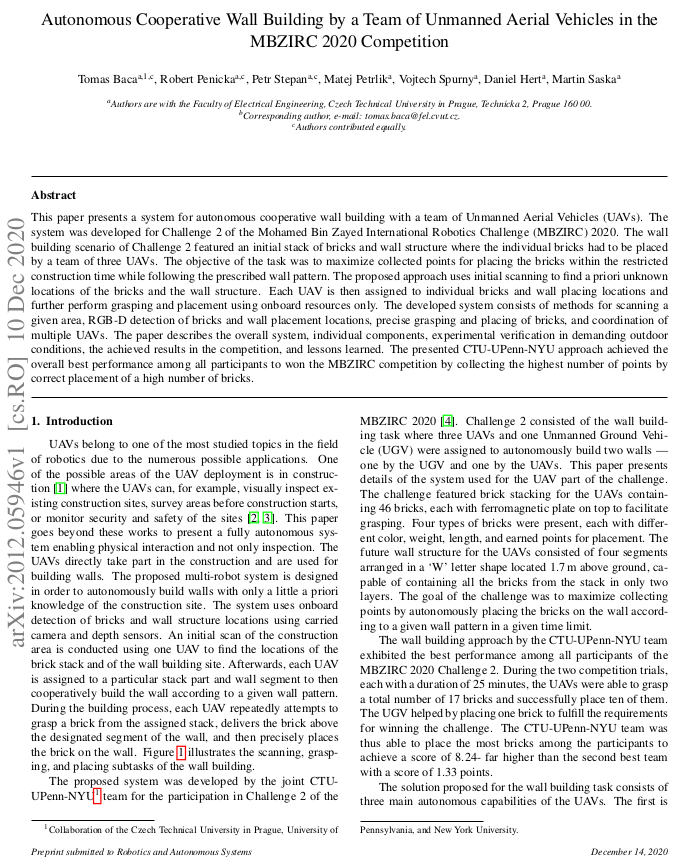 Autonomous Cooperative Wall Building by a Team of Unmanned Aerial Vehicles in the
MBZIRC 2020 Competition
Tomas Baca^a,1,c, Robert Penicka^a,c, Petr Stepan^a,c, Matej Petrlik^a, Vojtech Spurny^a, Daniel Hert^a, Martin Saska^a
^aAuthors are with the Faculty of Electrical Engineering, Czech Technical University in Prague, Technicka 2, Prague 160 00.
^bCorresponding author, e-mail: tomas.baca@fel.cvut.cz.
^cAuthors contributed equally.
Abstract
This paper presents a system for autonomous cooperative wall building with a team of Unmanned Aerial Vehicles (UAVs). The
system was developed for Challenge 2 of the Mohamed Bin Zayed International Robotics Challenge (MBZIRC) 2020. The wall
building scenario of Challenge 2 featured an initial stack of bricks and wall structure where the individual bricks had to be placed
by a team of three UAVs. The objective of the task was to maximize collected points for placing the bricks within the restricted
construction time while following the prescribed wall pattern. The proposed approach uses initial scanning to find a priori unknown
locations of the bricks and the wall structure. Each UAV is then assigned to individual bricks and wall placing locations and
further perform grasping and placement using onboard resources only. The developed system consists of methods for scanning a
given area, RGB-D detection of bricks and wall placement locations, precise grasping and placing of bricks, and coordination of
multiple UAVs. The paper describes the overall system, individual components, experimental verification in demanding outdoor
conditions, the achieved results in the competition, and lessons learned. The presented CTU-UPenn-NYU approach achieved the
overall best performance among all participants to won the MBZIRC competition by collecting the highest number of points by
correct placement of a high number of bricks.
1. Introduction
UAVs belong to one of the most studied topics in the field
of robotics due to the numerous possible applications. One
of the possible areas of the UAV deployment is in construc-
tion [1] where the UAVs can, for example, visually inspect ex-
isting construction sites, survey areas before construction starts,
or monitor security and safety of the sites [2, 3]. This paper
goes beyond these works to present a fully autonomous sys-
tem enabling physical interaction and not only inspection. The
UAVs directly take part in the construction and are used for
building walls. The proposed multi-robot system is designed
in order to autonomously build walls with only a little a priori
knowledge of the construction site. The system uses onboard
detection of bricks and wall structure locations using carried
camera and depth sensors. An initial scan of the construction
area is conducted using one UAV to find the locations of the
brick stack and of the wall building site. Afterwards, each UAV
is assigned to a particular stack part and wall segment to then
cooperatively build the wall according to a given wall pattern.
During the building process, each UAV repeatedly attempts to
grasp a brick from the assigned stack, delivers the brick above
the designated segment of the wall, and then precisely places
the brick on the wall. Figure 1 illustrates the scanning, grasp-
ing, and placing subtasks of the wall building.
The proposed system was developed by the joint CTU-
UPenn-NYU^1 team for the participation in Challenge 2 of the
^1Collaboration of the Czech Technical University in Prague, University of
MBZIRC 2020 [4]. Challenge 2 consisted of the wall build-
ing task where three UAVs and one Unmanned Ground Vehi-
cle (UGV) were assigned to autonomously build two walls —
one by the UGV and one by the UAVs. This paper presents
details of the system used for the UAV part of the challenge.
The challenge featured brick stacking for the UAVs contain-
ing 46 bricks, each with ferromagnetic plate on top to facilitate
grasping. Four types of bricks were present, each with differ-
ent color, weight, length, and earned points for placement. The
future wall structure for the UAVs consisted of four segments
arranged in a ‘W’ letter shape located 1.7 m above ground, ca-
pable of containing all the bricks from the stack in only two
layers. The goal of the challenge was to maximize collecting
points by autonomously placing the bricks on the wall accord-
ing to a given wall pattern in a given time limit.
The wall building approach by the CTU-UPenn-NYU team
exhibited the best performance among all participants of the
MBZIRC 2020 Challenge 2. During the two competition trials,
each with a duration of 25 minutes, the UAVs were able to grasp
a total number of 17 bricks and successfully place ten of them.
The UGV helped by placing one brick to fulfill the requirements
for winning the challenge. The CTU-UPenn-NYU team was
thus able to place the most bricks among the participants to
achieve a score of 8.24- far higher than the second best team
with a score of 1.33 points.
The solution proposed for the wall building task consists of
three main autonomous capabilities of the UAVs. The first is
Pennsylvania, and New York University.
Preprint submitted to Robotics and Autonomous Systems
December 14, 2020
arXiv:2012.05946v1 [cs.RO] 10 Dec 2020